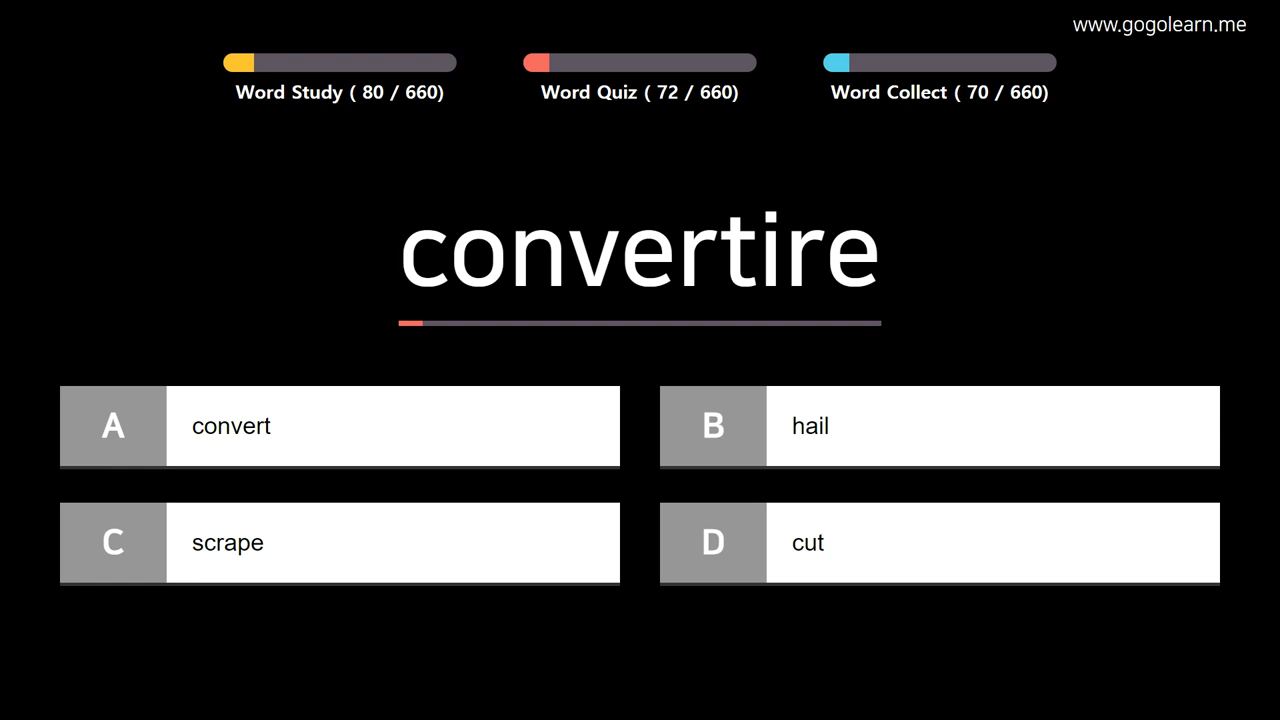 www.gogolearn.me
Word Study ( 80 / 660)
Word Quiz ( 72 / 660)
Word Collect ( 70 / 660)
convertire
A convert
B hail
C scrape
D cut